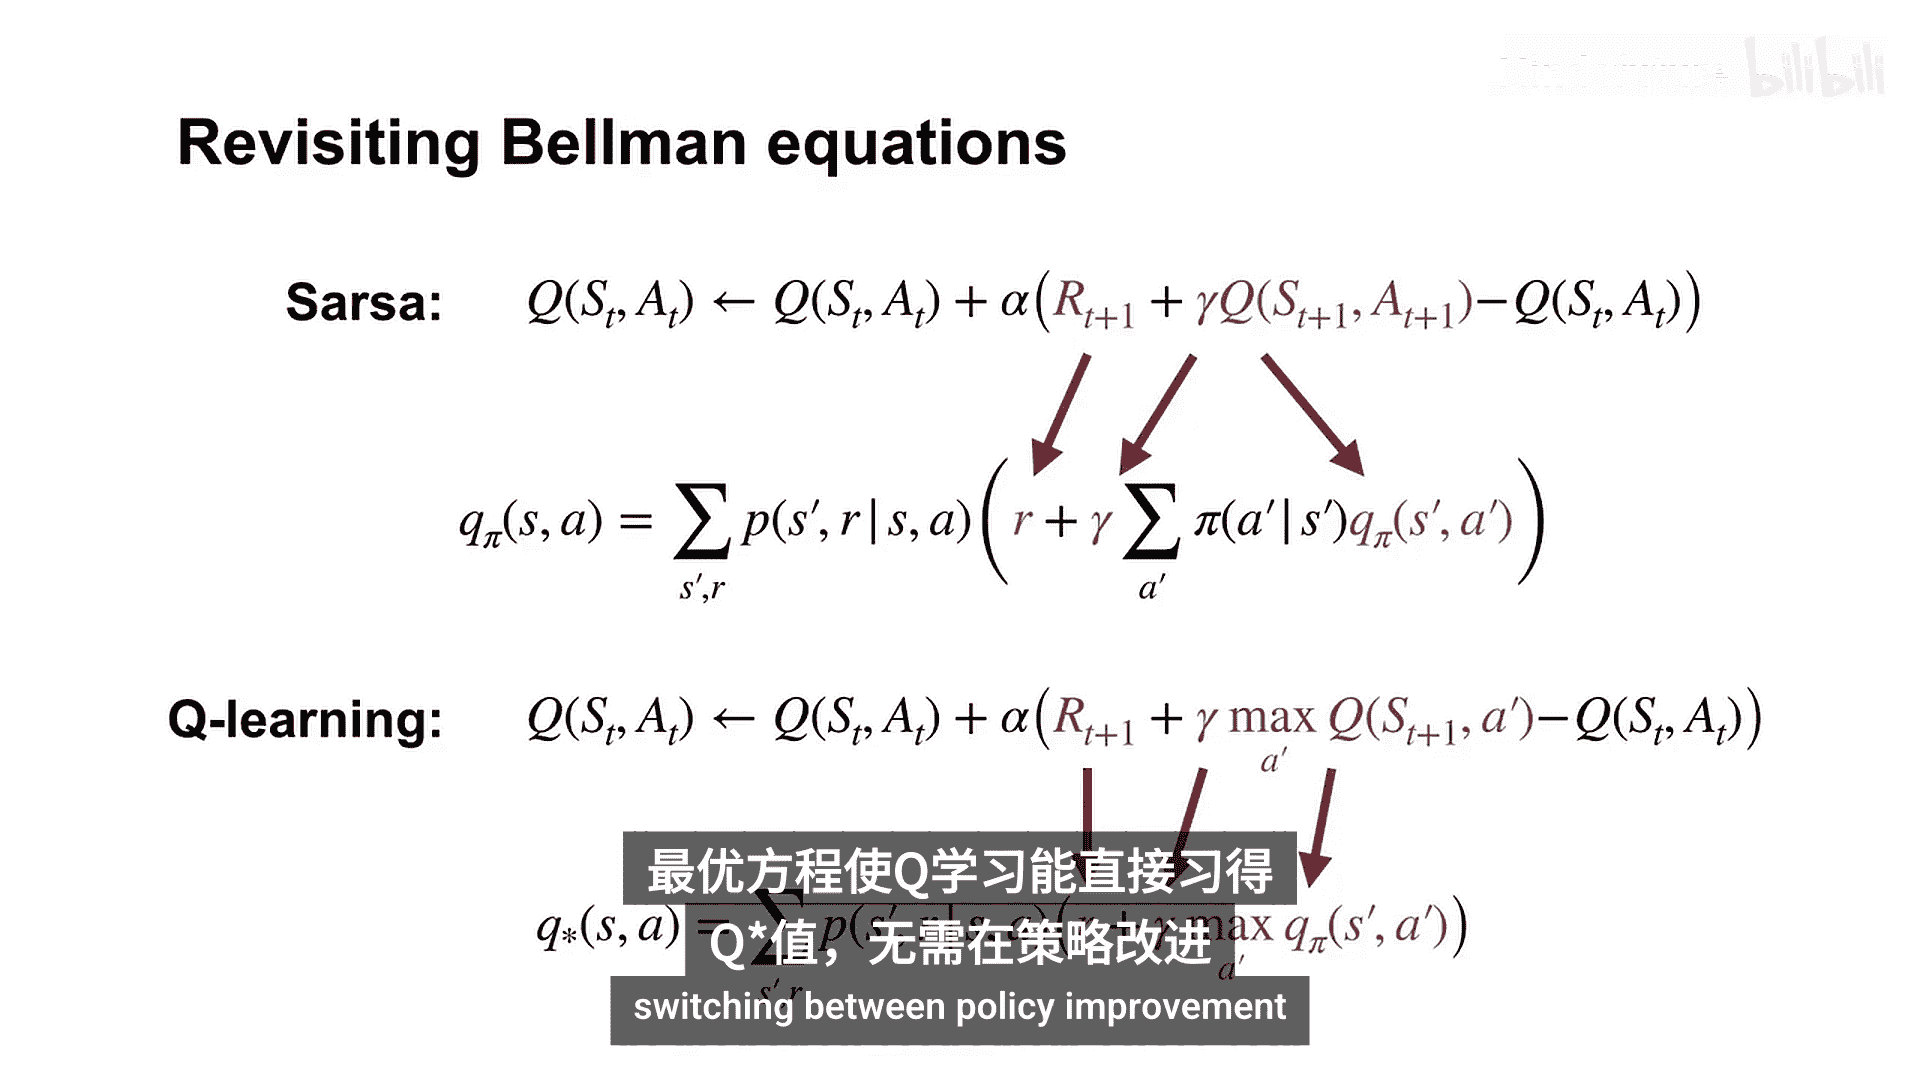 bilibili
Revisiting Bellman equations
Sarsa: Q(S_t, A_t) ← Q(S_t, A_t) + α(R_{t+1} + γQ(S_{t+1}, A_{t+1}) − Q(S_t, A_t))
q_π(s, a) = ∑_{s′,r} p(s′, r | s, a)(r + γ ∑_{a′} π(a′ | s′)q_π(s′, a′))
Q-learning: Q(S_t, A_t) ← Q(S_t, A_t) + α(R_{t+1} + γ max_{a′} Q(S_{t+1}, a′) − Q(S_t, A_t))
q_*(s, a) = ∑_{s′,r} p(s′, r | s, a)(r + γ max_{a′} q_π(s′, a′))
最优方程使Q学习能直接习得
Q*值，无需在策略改进
switching between policy improvement